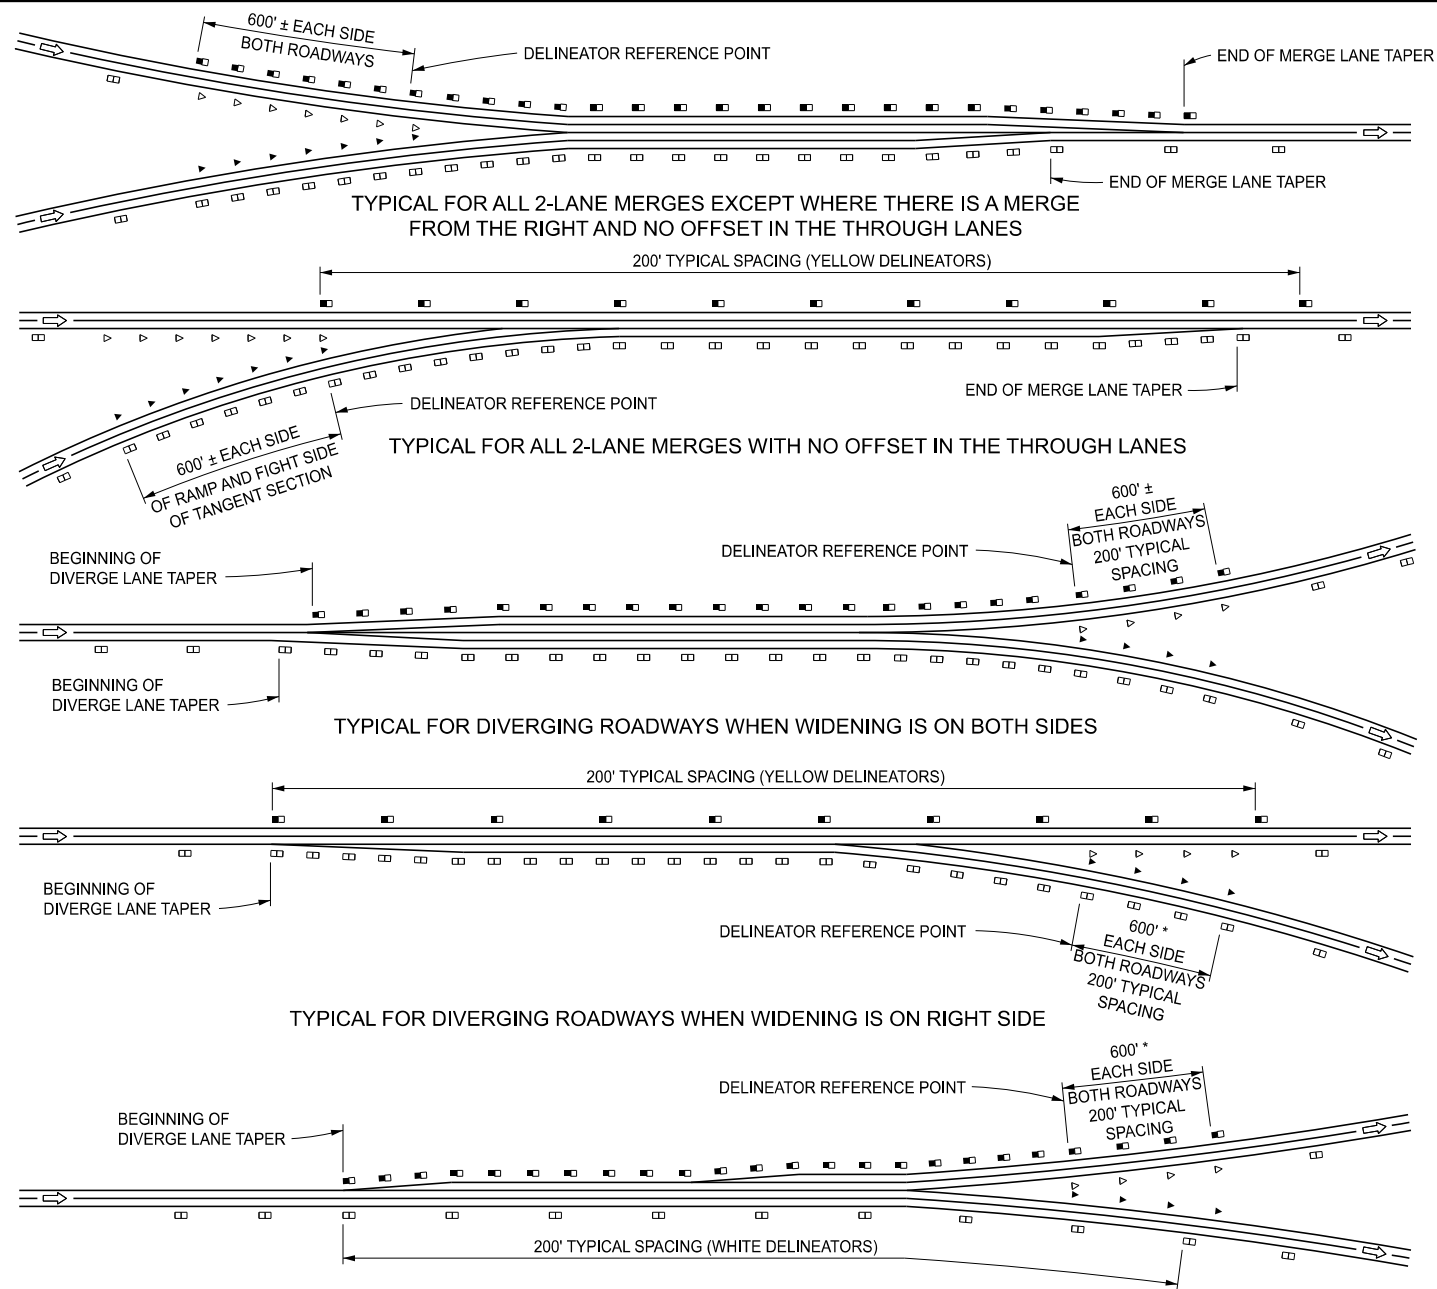 600' ± EACH SIDE
BOTH ROADWAYS
DELINEATOR REFERENCE POINT
END OF MERGE LANE TAPER
END OF MERGE LANE TAPER
TYPICAL FOR ALL 2-LANE MERGES EXCEPT WHERE THERE IS A MERGE
FROM THE RIGHT AND NO OFFSET IN THE THROUGH LANES
200' TYPICAL SPACING (YELLOW DELINEATORS)
END OF MERGE LANE TAPER
DELINEATOR REFERENCE POINT
600' ± EACH SIDE
OF RAMP AND FIGHT SIDE
OF TANGENT SECTION
TYPICAL FOR ALL 2-LANE MERGES WITH NO OFFSET IN THE THROUGH LANES
600' ±
EACH SIDE
BOTH ROADWAYS
200' TYPICAL
SPACING
DELINEATOR REFERENCE POINT
BEGINNING OF
DIVERGE LANE TAPER
BEGINNING OF
DIVERGE LANE TAPER
TYPICAL FOR DIVERGING ROADWAYS WHEN WIDENING IS ON BOTH SIDES
200' TYPICAL SPACING (YELLOW DELINEATORS)
BEGINNING OF
DIVERGE LANE TAPER
DELINEATOR REFERENCE POINT
600' *
EACH SIDE
BOTH ROADWAYS
200' TYPICAL
SPACING
TYPICAL FOR DIVERGING ROADWAYS WHEN WIDENING IS ON RIGHT SIDE
600' *
EACH SIDE
BOTH ROADWAYS
200' TYPICAL
SPACING
DELINEATOR REFERENCE POINT
BEGINNING OF
DIVERGE LANE TAPER
200' TYPICAL SPACING (WHITE DELINEATORS)